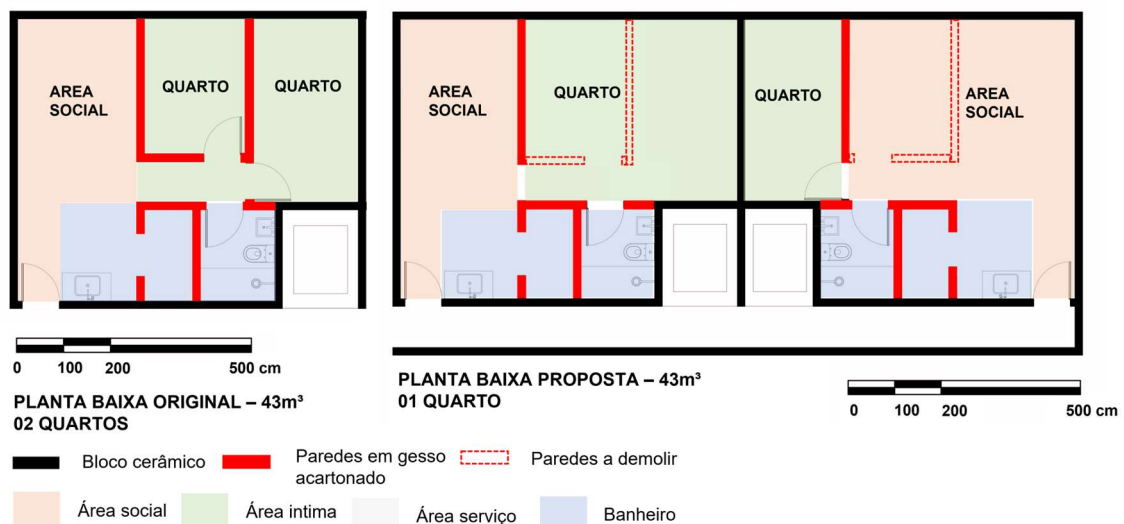 AREA
SOCIAL
QUARTO
QUARTO
AREA
SOCIAL
QUARTO
QUARTO
AREA
SOCIAL
0 100 200 500 cm
PLANTA BAIXA ORIGINAL – 43m³
02 QUARTOS
PLANTA BAIXA PROPOSTA – 43m³
01 QUARTO
0 100 200 500 cm
Bloco cerâmico
Paredes em gesso
acartonado
Paredes a demolir
Área social
Área intima
Área serviço
Banheiro